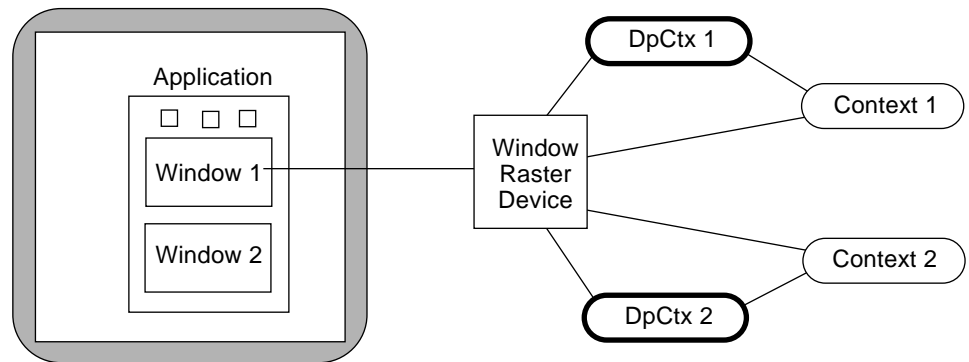 Application
Window 1
Window 2
Window
Raster
Device
DpCtx 1
Context 1
Context 2
DpCtx 2